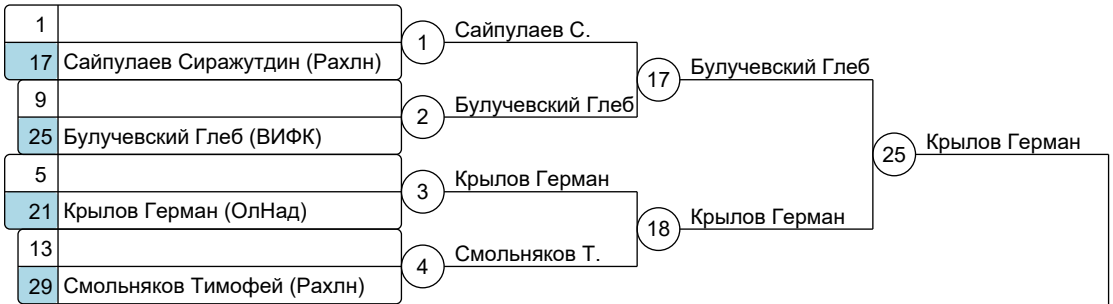 1
17 Сайпулаев Сиражутдин (Рахлн)
1
Сайпулаев С.
9
25 Булучевский Глеб (ВИФК)
2
Булучевский Глеб
17
Булучевский Глеб
5
21 Крылов Герман (ОлНад)
3
Крылов Герман
13
29 Смольняков Тимофей (Рахлн)
4
Смольняков Т.
18
Крылов Герман
25
Крылов Герман